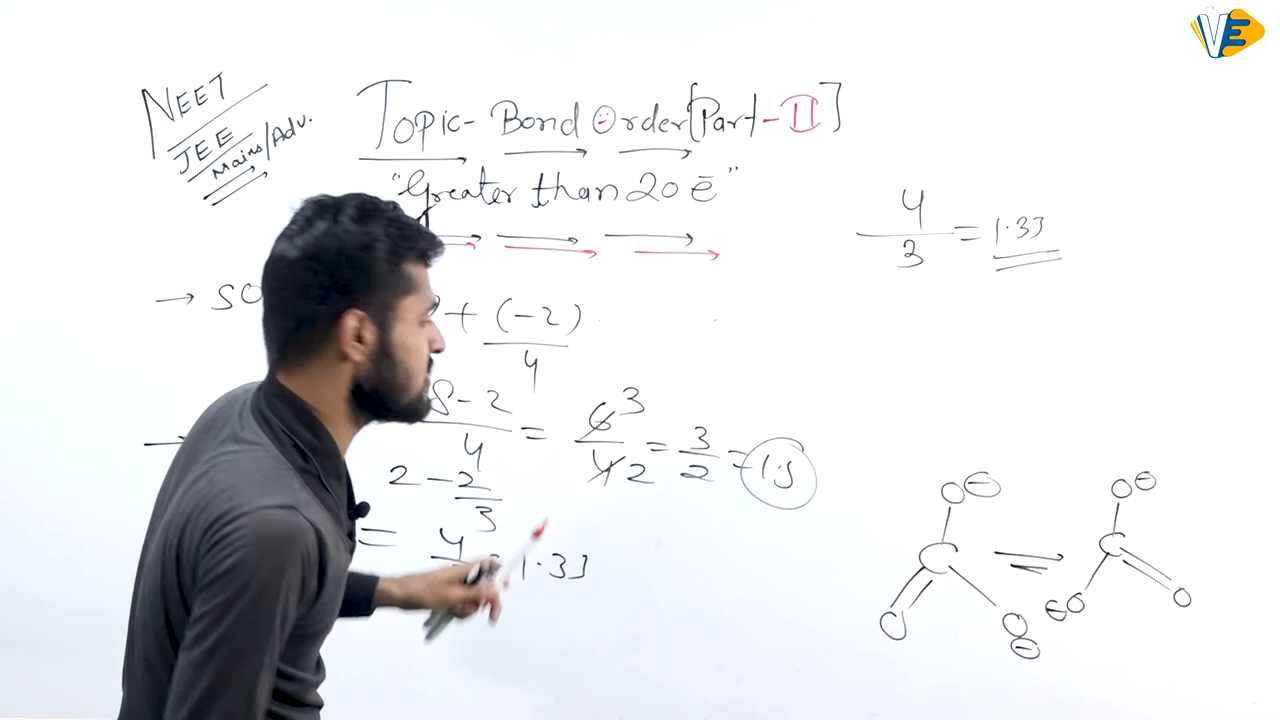 VE
NEET
JEE
Mains/Adv.
Topic- Bond Order [Part-II]
"Greater than 20 ē"
4
3 = 1.33
→ SO
+ (-2)
4
8-2
4 = 6 3
4 2 = 3
2 = 1.5
2-2
3
= 4
= 1.33
O⊖
C
O
O
⊖
⇌
O⊖
C
⊖O
O